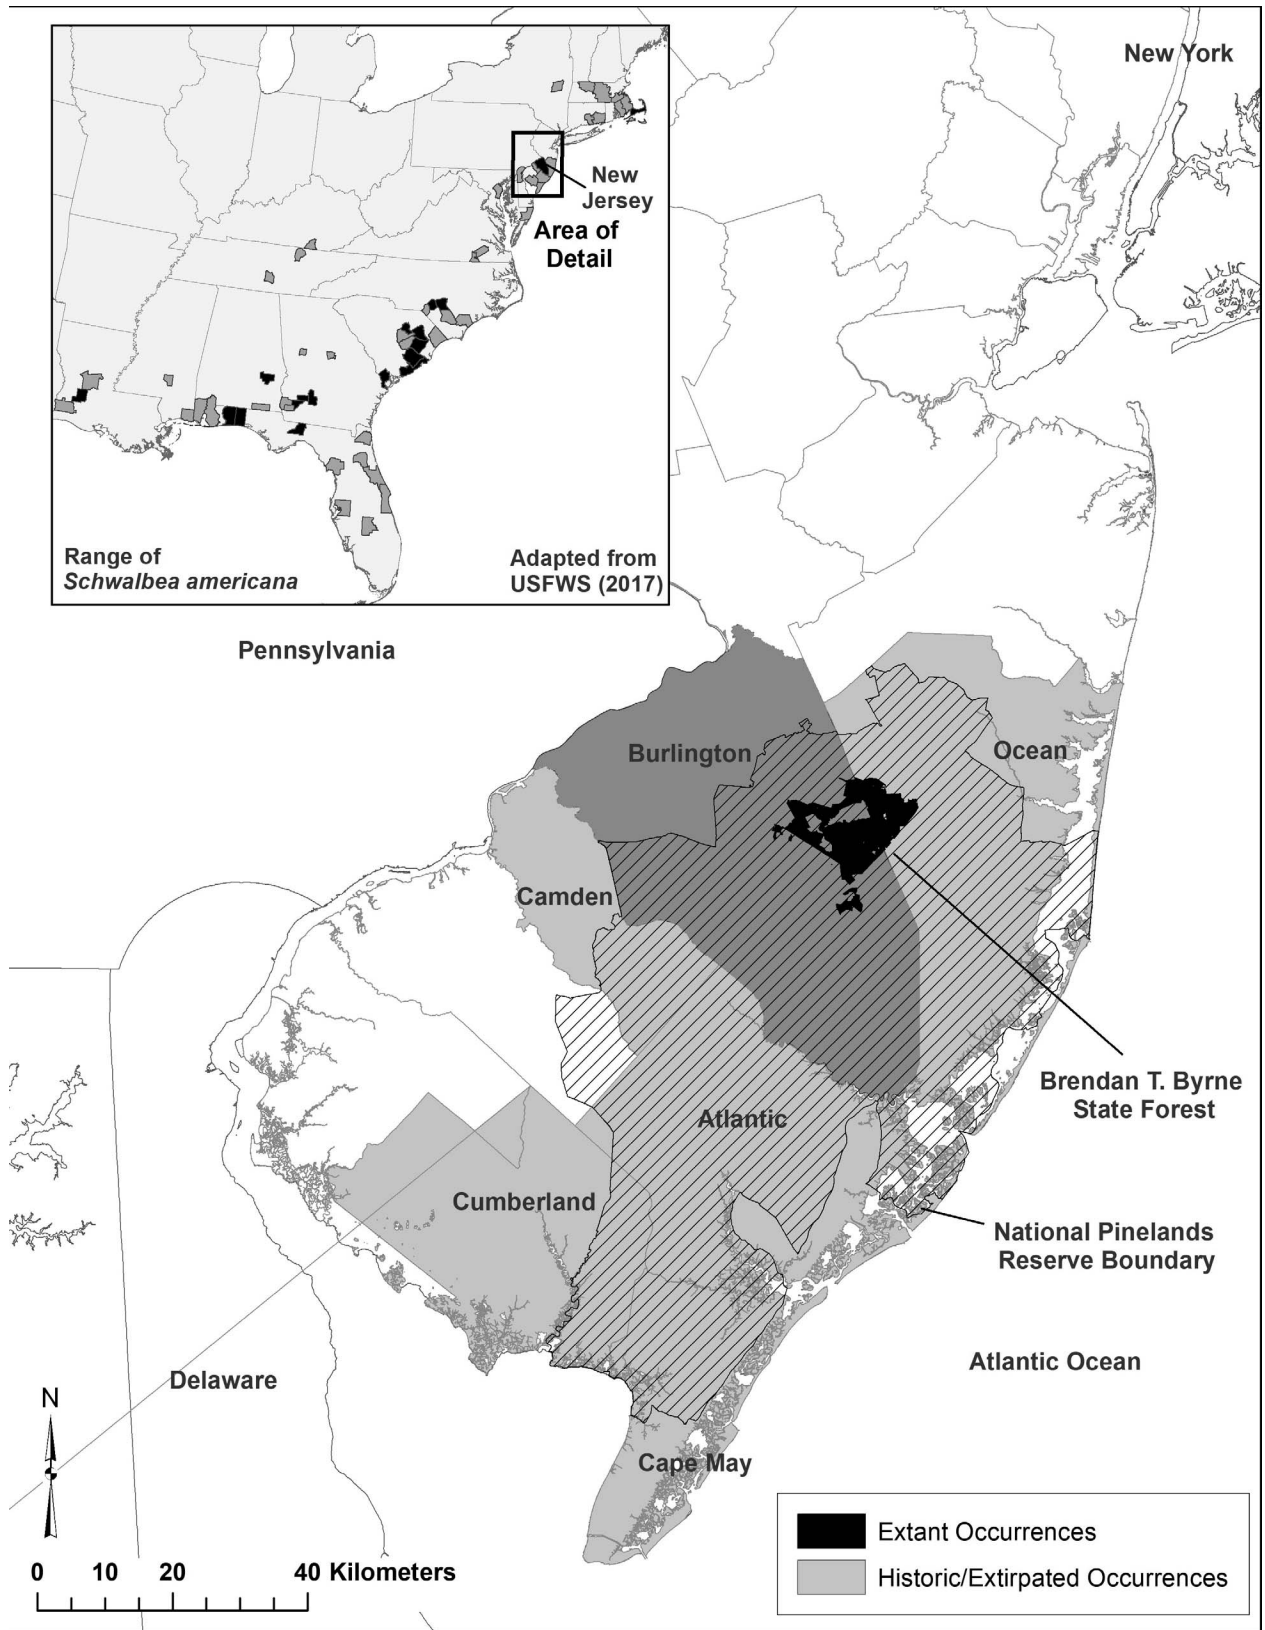 New York
New
Jersey
Area of
Detail
Range of
Schwalbea americana
Adapted from
USFWS (2017)
Pennsylvania
Burlington
Ocean
Camden
Brendan T. Byrne
State Forest
Atlantic
Cumberland
National Pinelands
Reserve Boundary
Atlantic Ocean
Delaware
N
Cape May
Extant Occurrences
Historic/Extirpated Occurrences
0 10 20 40 Kilometers